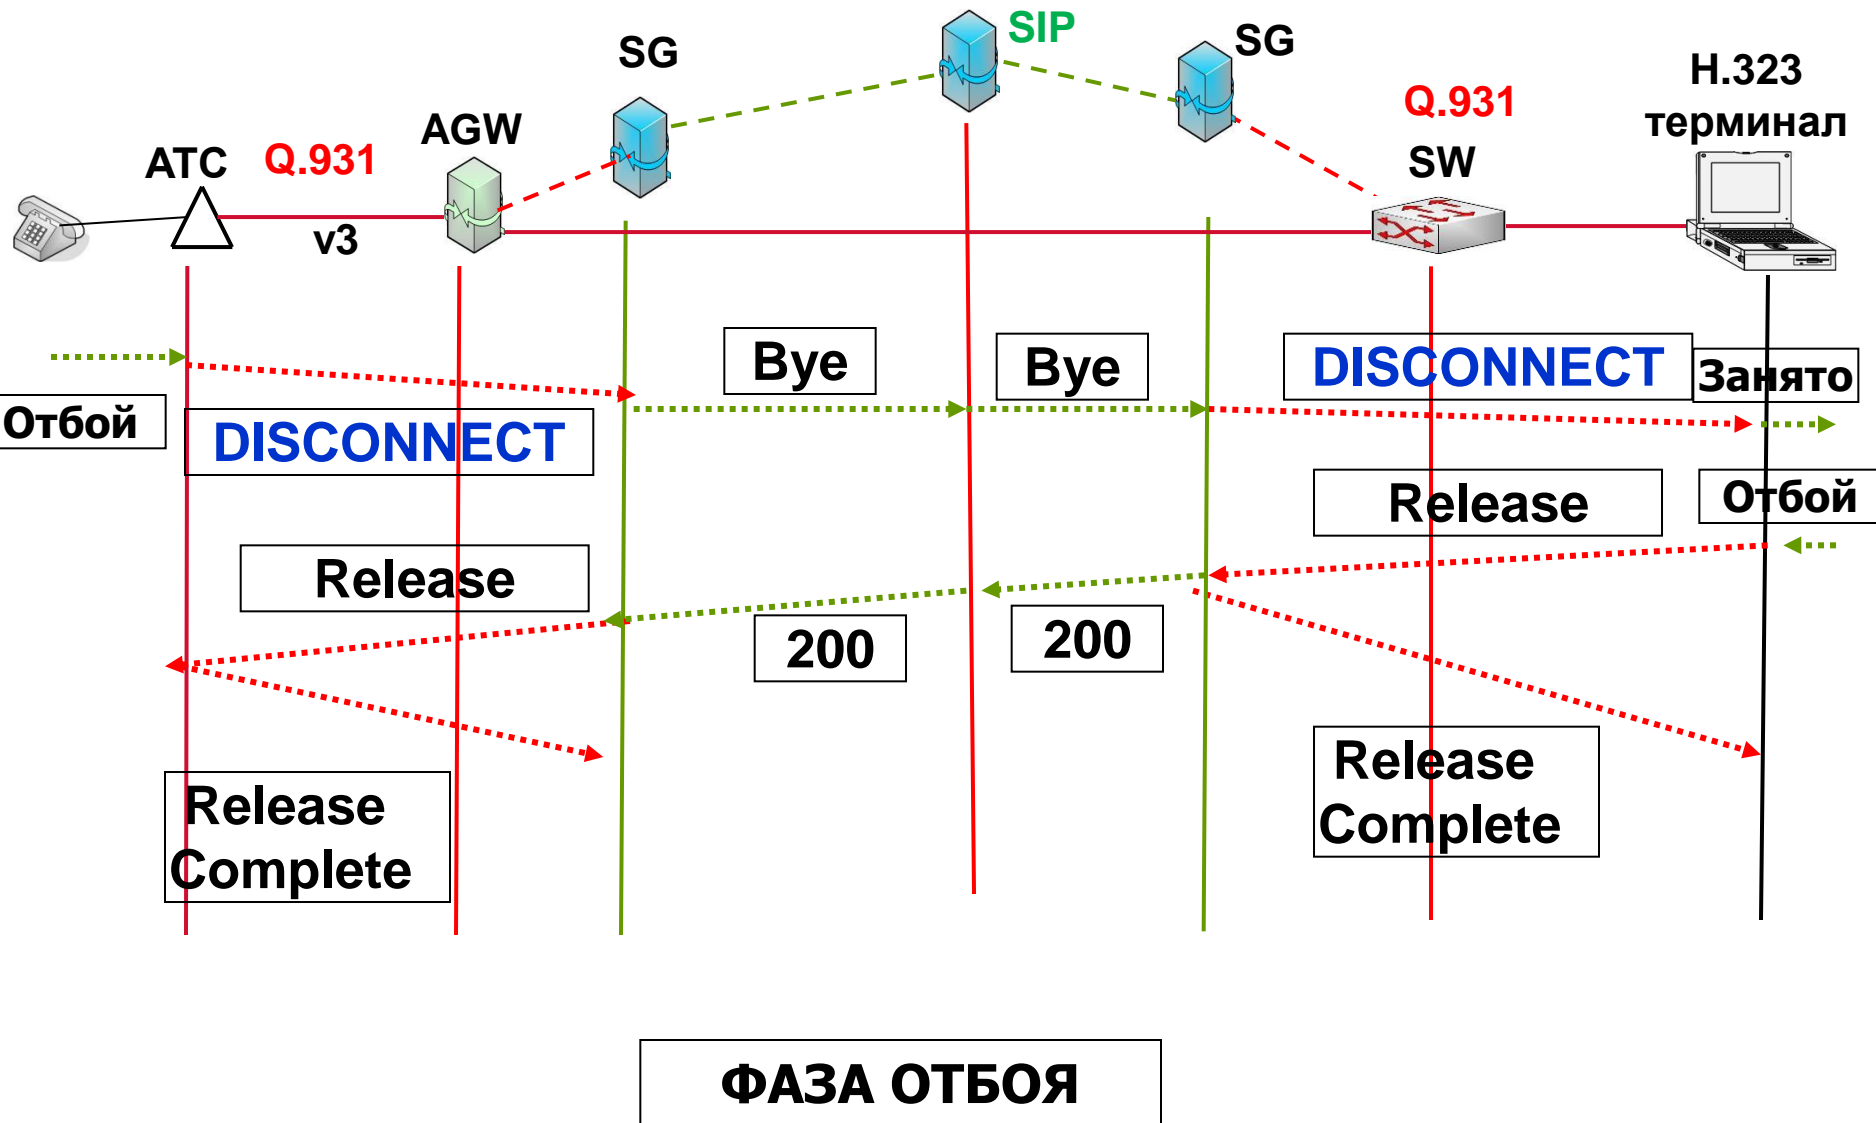 SIP
SG
SG
H.323
терминал
Q.931
SW
AGW
АТС
Q.931
v3
Bye
Bye
DISCONNECT
Занято
Отбой
DISCONNECT
Release
Отбой
Release
200
200
Release
Complete
Release
Complete
ФАЗА ОТБОЯ